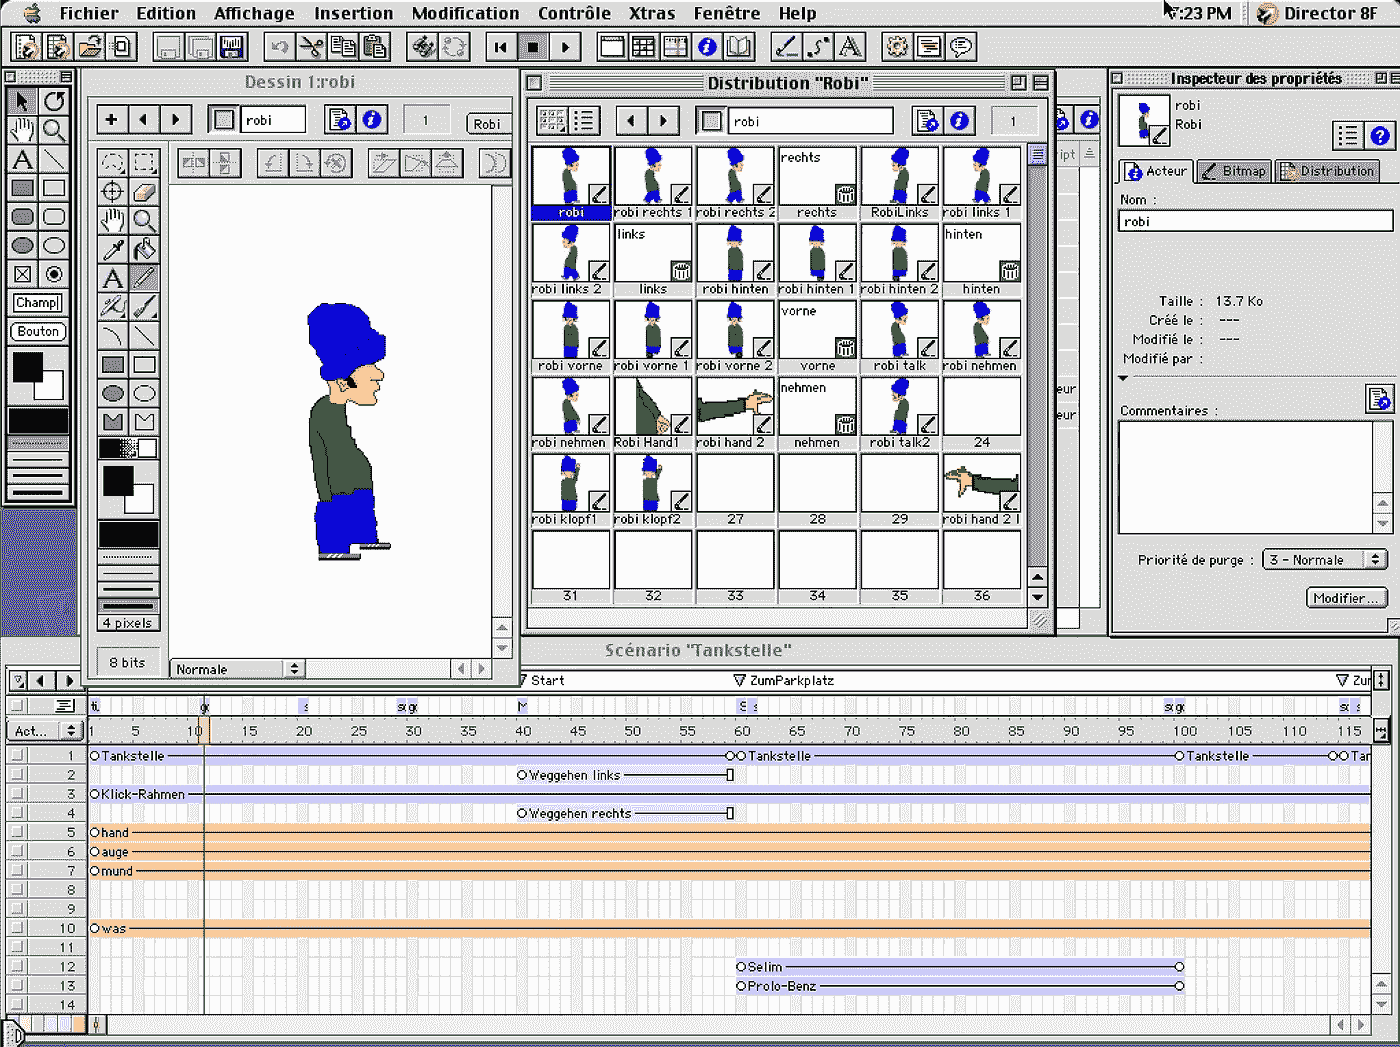 Fichier Edition Affichage Insertion Modification Contrôle Xtras Fenêtre Help 7:23 PM Director 8F
Dessin 1:robi
robi
1
Robi
Champ
Bouton
4 pixels
8 bits
Normale
Distribution "Robi"
robi
1
robi
robi rechts 1
robi rechts 2
rechts
rechts
RobiLinks
robi links 1
robi links 2
links
links
robi hinten
robi hinten 1
robi hinten 2
hinten
hinten
robi vorne
robi vorne 1
robi vorne 2
vorne
vorne
robi talk
robi nehmen
robi nehmen
Robi Hand1
robi hand 2
nehmen
nehmen
robi talk2
24
robi klopf1
robi klopf2
27
28
29
robi hand 2 l
31
32
33
34
35
36
ipt
eur
eur
Inspecteur des propriétés
robi
Robi
Acteur
Bitmap
Distribution
Nom :
robi
Taille : 13.7 Ko
Créé le : ---
Modifié le : ---
Modifié par :
Commentaires :
Priorité de purge : 3 - Normale
Modifier...
Scénario "Tankstelle"
Start
ZumParkplatz
Zur
Act...
1 5 10 15 20 25 30 35 40 45 50 55 60 65 70 75 80 85 90 95 100 105 110 115
1 Tankstelle Tankstelle Tankstelle Tar
2 Weggehen links
3 Klick-Rahmen
4 Weggehen rechts
5 hand
6 auge
7 mund
8
9
10 was
11
12 Selim
13 Prolo-Benz
14